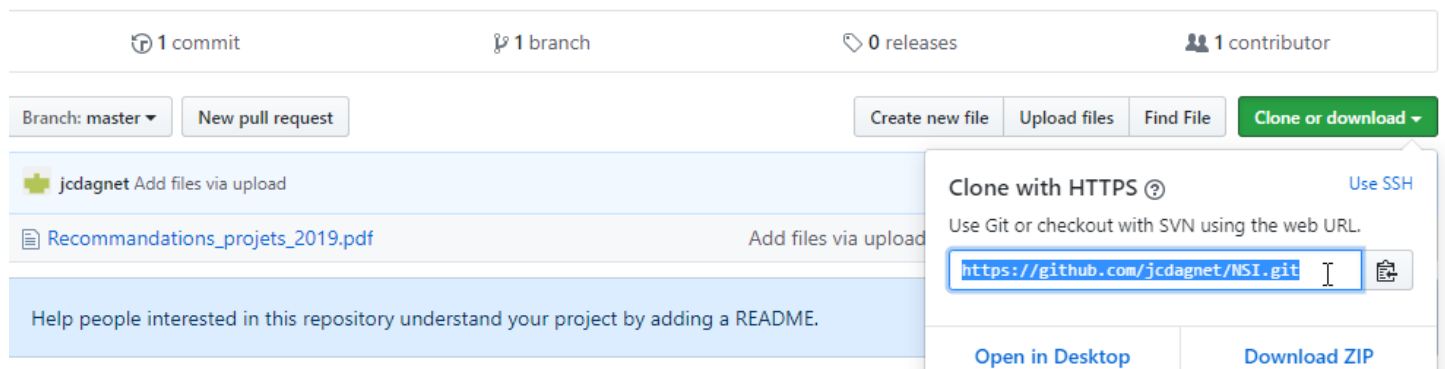 1 commit 1 branch 0 releases 1 contributor
Branch: master New pull request Create new file Upload files Find File Clone or download
jcdagnet Add files via upload
Recommandations_projets_2019.pdf Add files via upload
Help people interested in this repository understand your project by adding a README.
Clone with HTTPS Use SSH
Use Git or checkout with SVN using the web URL.
https://github.com/jcdagnet/NSI.git
Open in Desktop Download ZIP